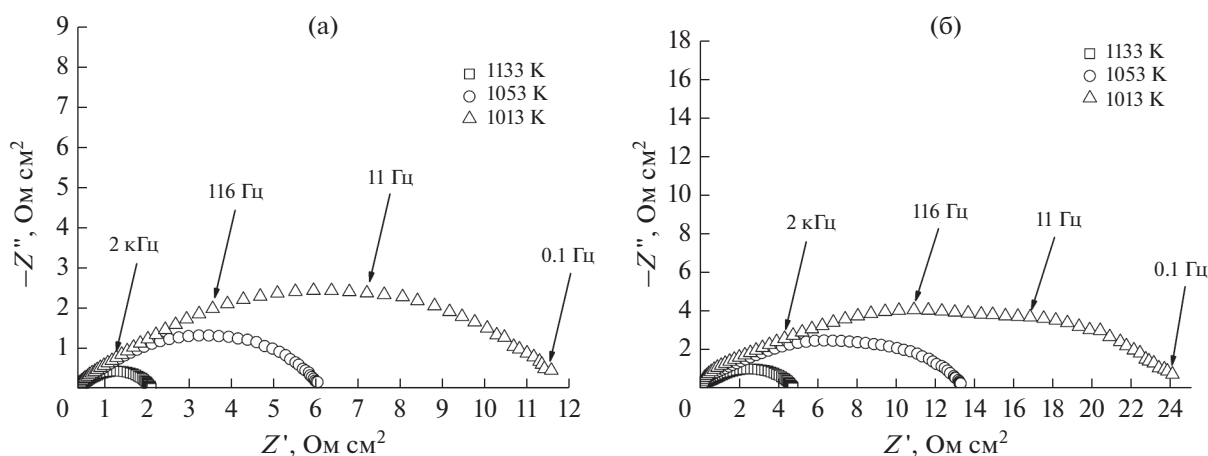 (а)
9
8
7
6
5
4
3
2
1
0
1 2 3 4 5 6 7 8 9 10 11 12
–Z", Ом см²
Z', Ом см²
1133 K
1053 K
1013 K
2 кГц
116 Гц
11 Гц
0.1 Гц
(б)
18
16
14
12
10
8
6
4
2
0
2 4 6 8 10 12 14 16 18 20 22 24
–Z", Ом см²
Z', Ом см²
1133 K
1053 K
1013 K
2 кГц
116 Гц
11 Гц
0.1 Гц